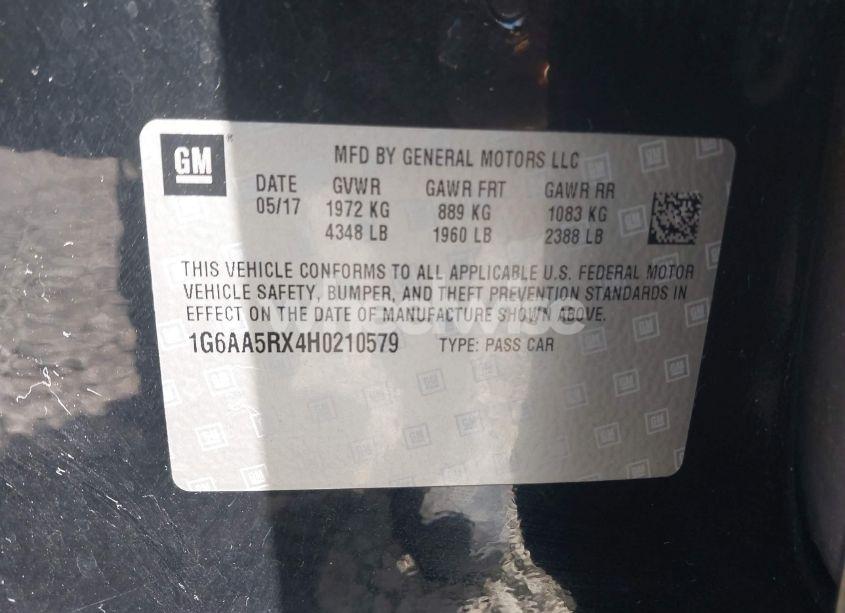 GM
MFD BY GENERAL MOTORS LLC
DATE GVWR GAWR FRT GAWR RR
05/17 1972 KG 889 KG 1083 KG
4348 LB 1960 LB 2388 LB
THIS VEHICLE CONFORMS TO ALL APPLICABLE U.S. FEDERAL MOTOR
VEHICLE SAFETY, BUMPER, AND THEFT PREVENTION STANDARDS IN
EFFECT ON THE DATE OF MANUFACTURE SHOWN ABOVE.
1G6AA5RX4H0210579 TYPE: PASS CAR